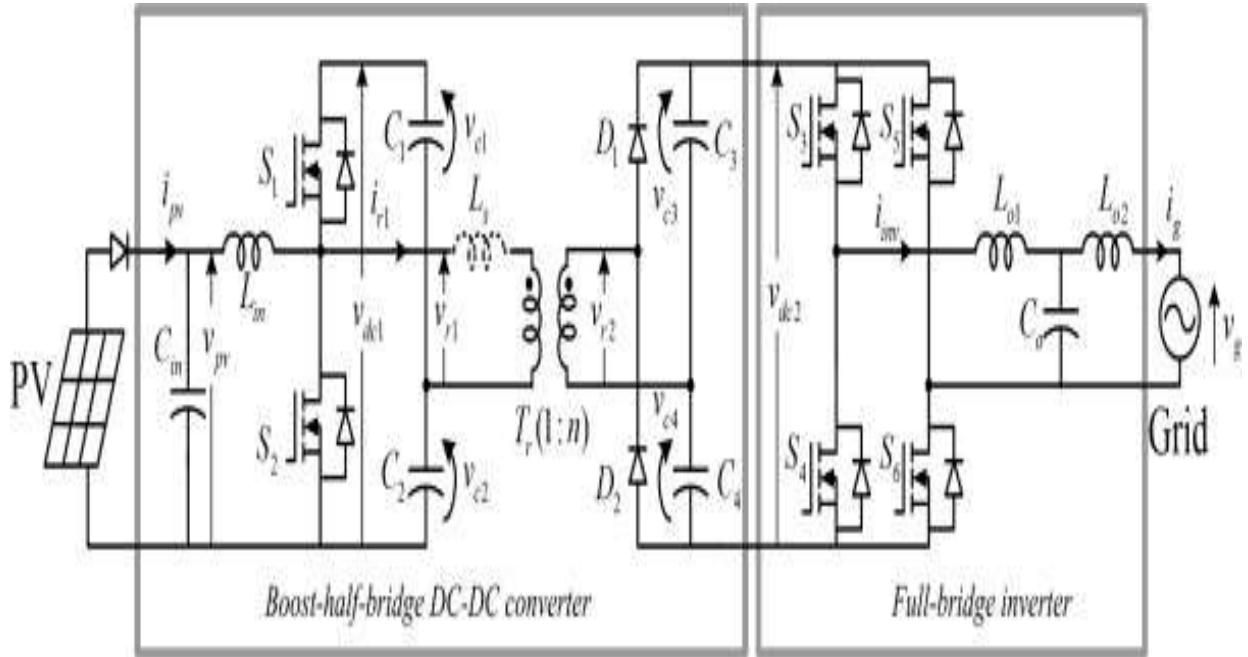 PV
i_pv
C_in
v_pv
L_in
S_1
S_2
v_dc1
i_r1
C_1
v_c1
C_2
v_c2
L_s
v_r1
T_r(1:n)
v_r2
D_1
D_2
v_c3
C_3
v_c4
C_4
v_dc2
S_3
S_5
S_4
S_6
i_inv
L_o1
L_o2
C_o
i_g
v_g
Grid
Boost-half-bridge DC-DC converter
Full-bridge inverter